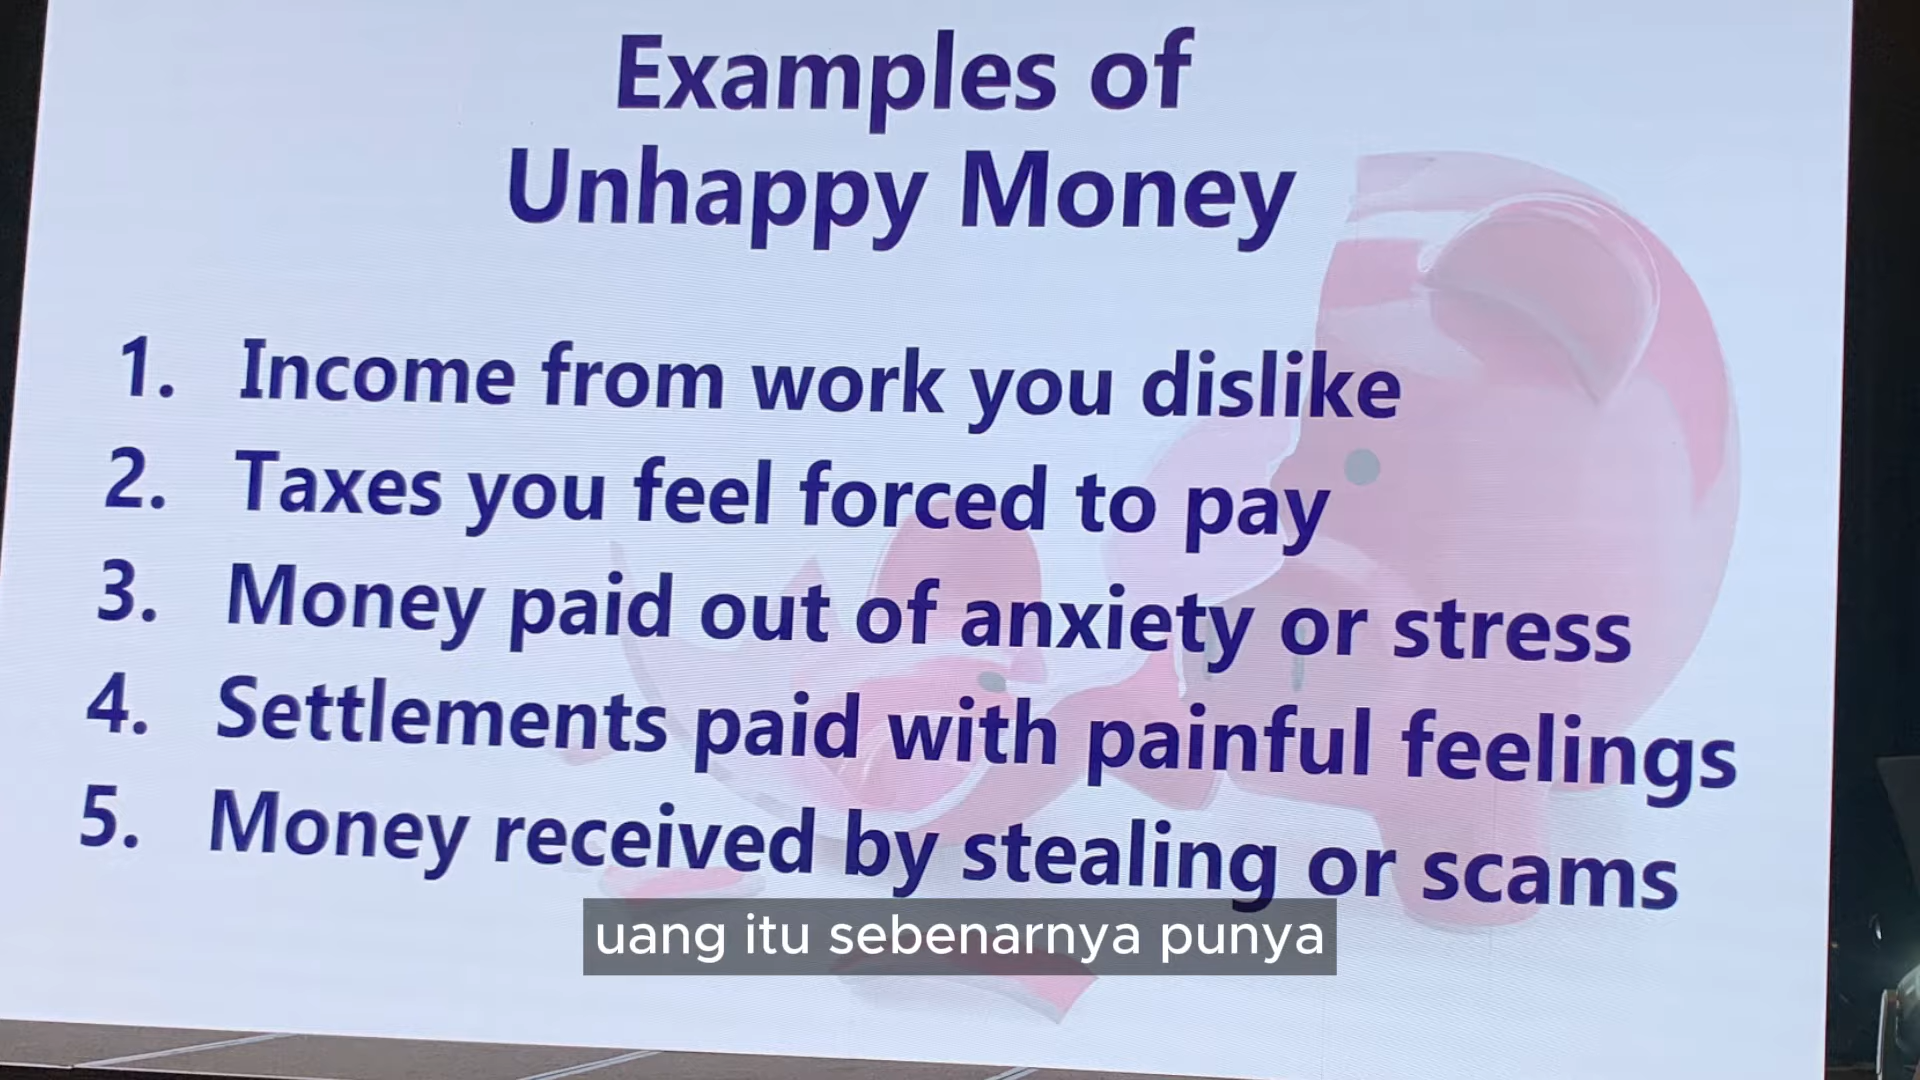 Examples of
Unhappy Money
1. Income from work you dislike
2. Taxes you feel forced to pay
3. Money paid out of anxiety or stress
4. Settlements paid with painful feelings
5. Money received by stealing or scams
uang itu sebenarnya punya